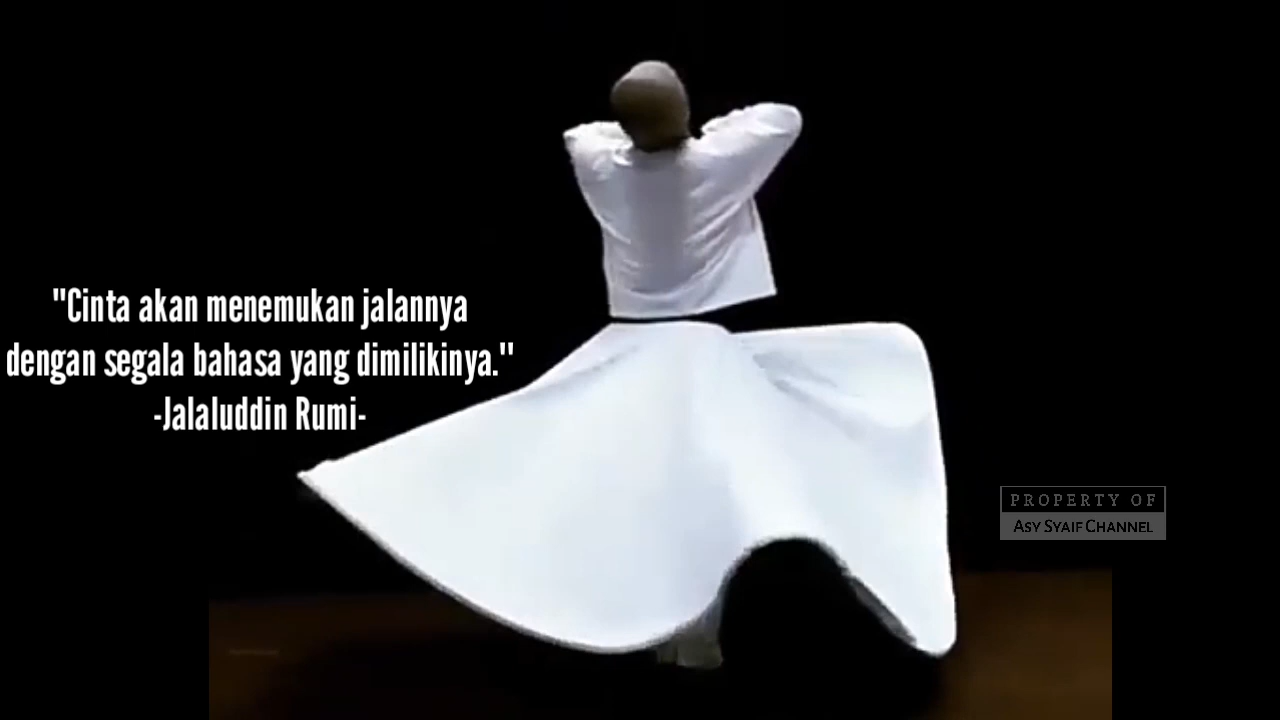 "Cinta akan menemukan jalannya
dengan segala bahasa yang dimilikinya."
-Jalaluddin Rumi-
PROPERTY OF
ASY SYAIF CHANNEL